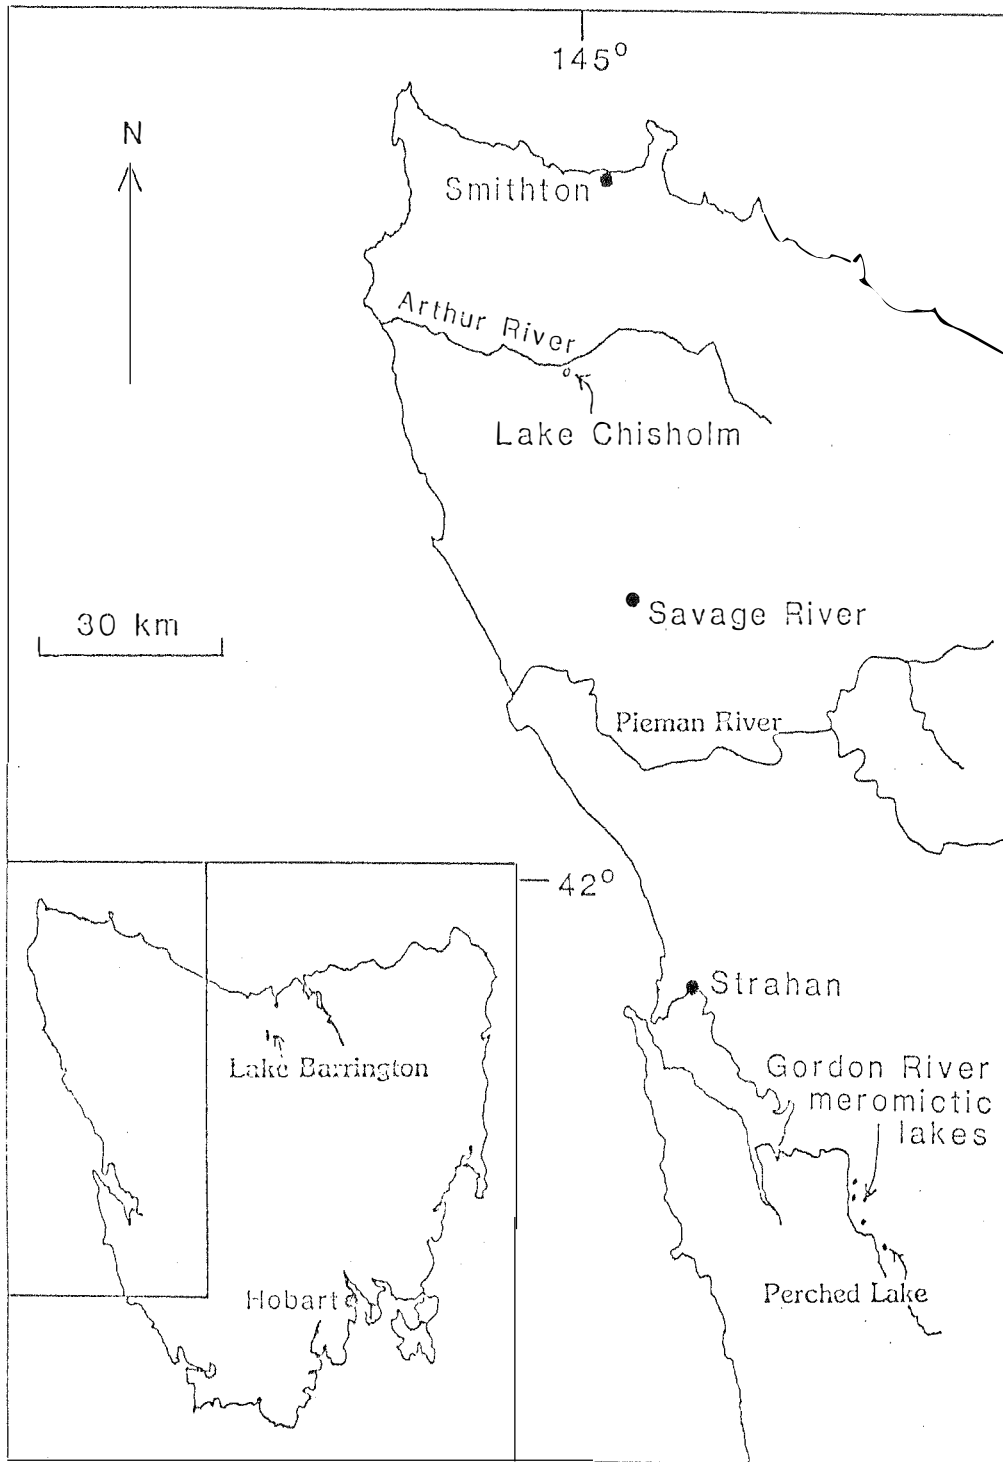 145°
N
Smithton
Arthur River
Lake Chisholm
30 km
Savage River
Pieman River
42°
Strahan
Lake Barrington
Gordon River
meromictic
lakes
Perched Lake
Hobart